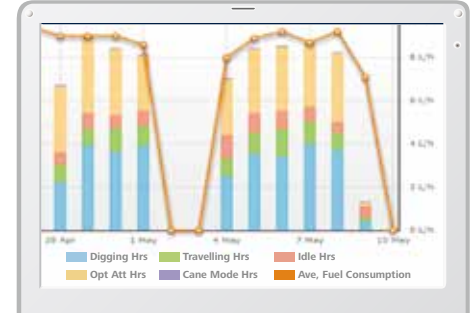 8 L/h
6 L/h
4 L/h
2 L/h
0 L/h
28 Apr 1 May 4 May 7 May 10 May
Digging Hrs Travelling Hrs Idle Hrs
Opt Att Hrs Cane Mode Hrs Ave, Fuel Consumption